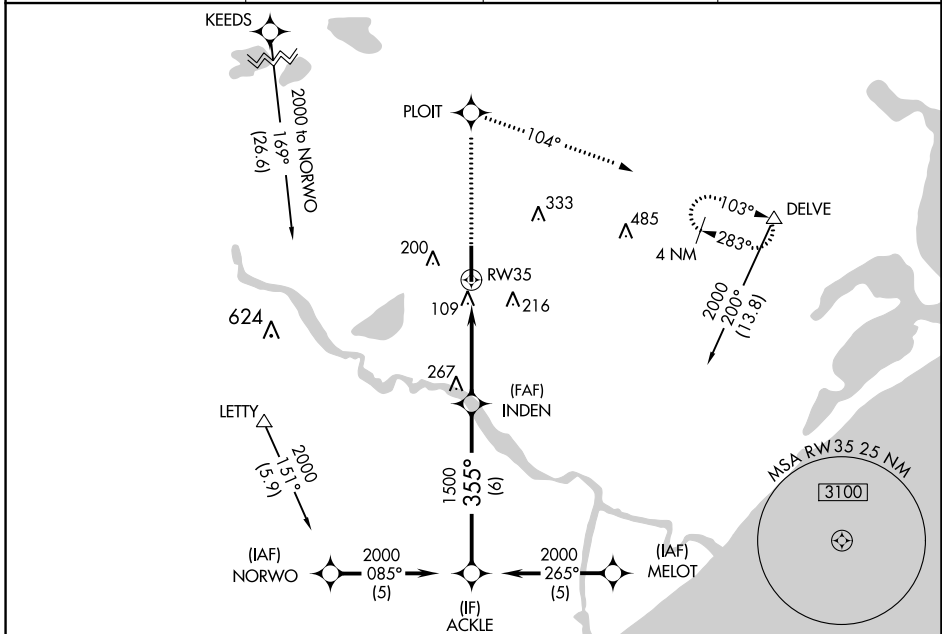 KEEDS
2000 to NORWO
169°
(26.6)
PLOIT
104°
333
485
103°
DELVE
283°
4 NM
200
RW35
2000
200°
(13.8)
109
216
624
267
(FAF)
INDEN
LETTY
2000
151°
(5.9)
1500
355°
(6)
MSA RW35 25 NM
3100
(IAF)
NORWO
2000
085°
(5)
2000
265°
(5)
(IAF)
MELOT
(IF)
ACKLE